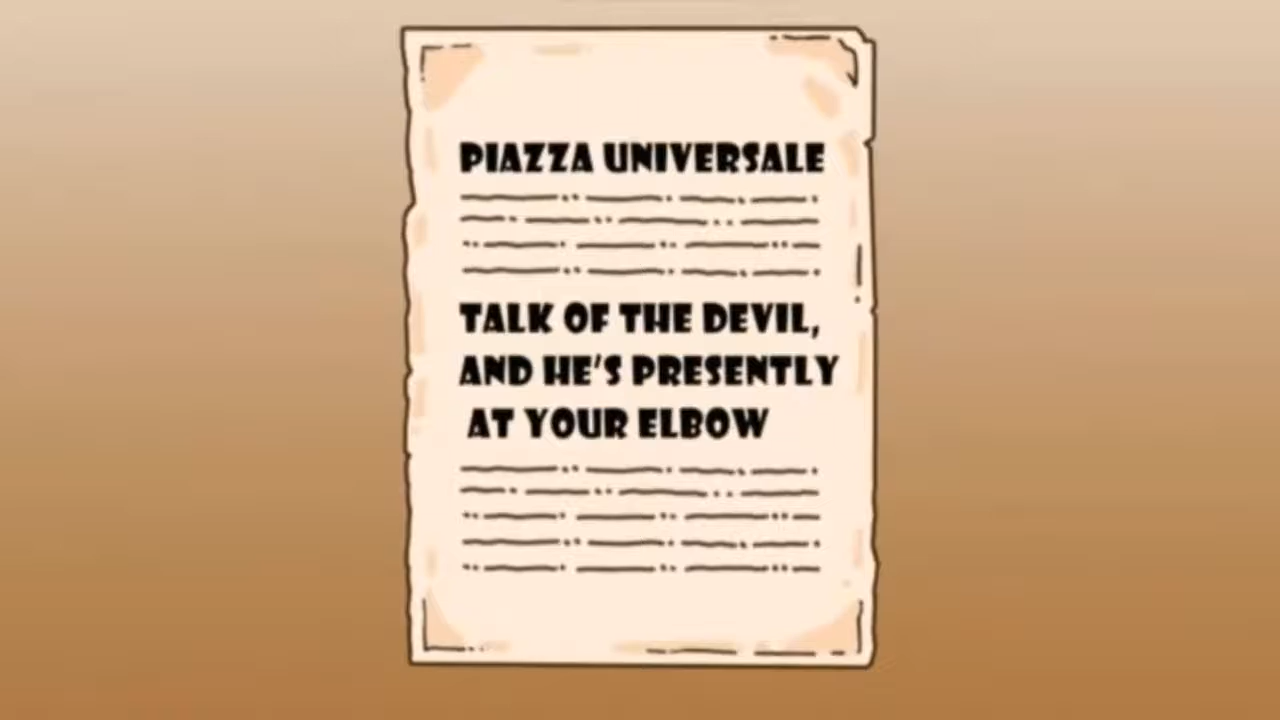 PIAZZA UNIVERSALE
TALK OF THE DEVIL,
AND HE'S PRESENTLY
AT YOUR ELBOW